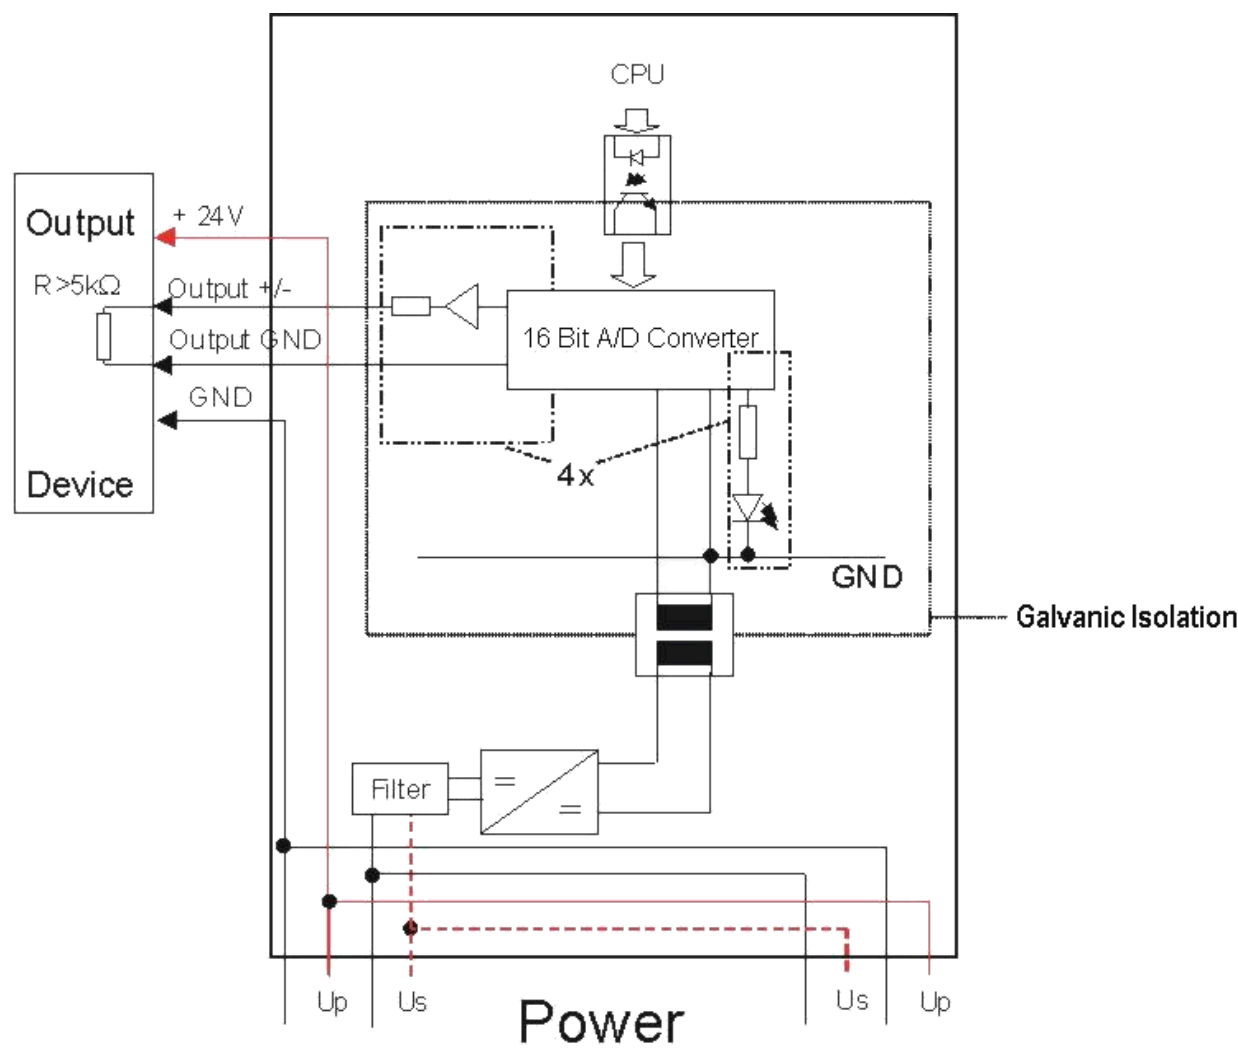 CPU
Output
+ 24V
R>5kΩ
Output +/-
16 Bit A/D Converter
Output GND
GND
Device
4x
GND
Galvanic Isolation
Filter
Up
Us
Us
Up
Power